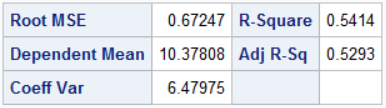 Root MSE 0.67247 R-Square 0.5414
Dependent Mean 10.37808 Adj R-Sq 0.5293
Coeff Var 6.47975